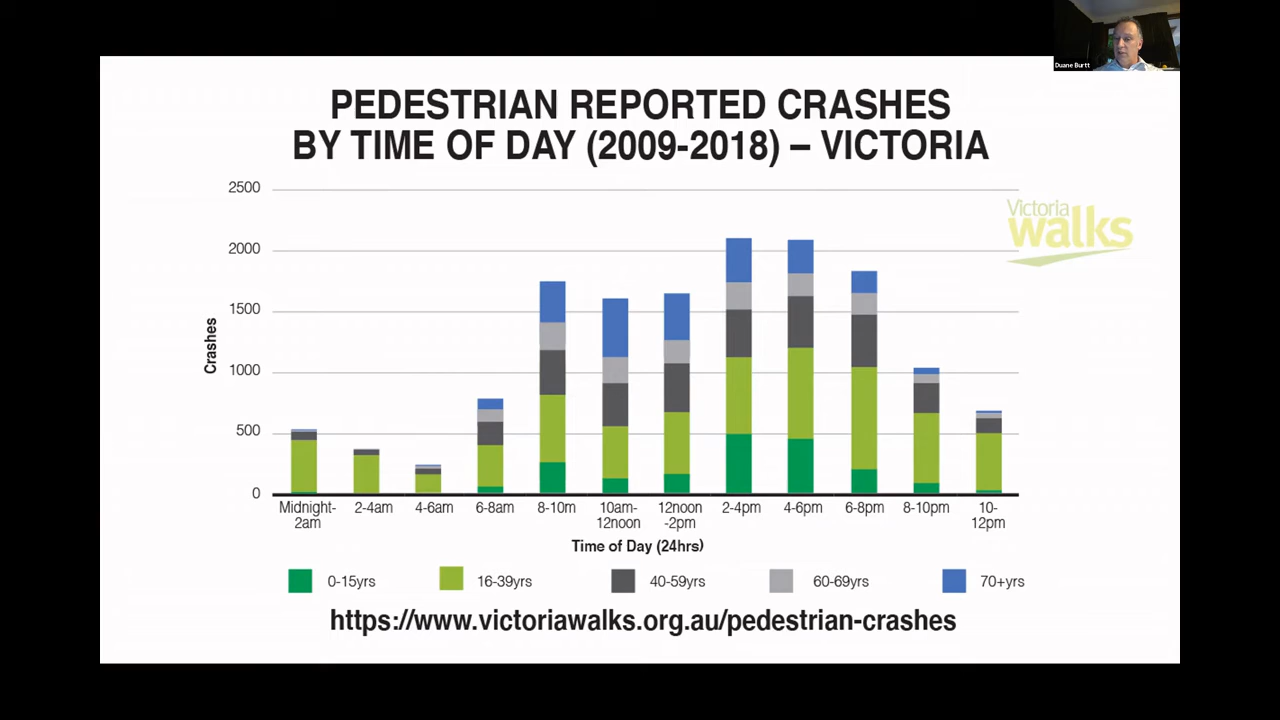 Duane Burtt
PEDESTRIAN REPORTED CRASHES
BY TIME OF DAY (2009-2018) – VICTORIA
Victoria
walks
2500
2000
1500
1000
500
0
Crashes
Midnight-
2am
2-4am
4-6am
6-8am
8-10m
10am-
12noon
12noon
-2pm
2-4pm
4-6pm
6-8pm
8-10pm
10-
12pm
Time of Day (24hrs)
0-15yrs
16-39yrs
40-59yrs
60-69yrs
70+yrs
https://www.victoriawalks.org.au/pedestrian-crashes